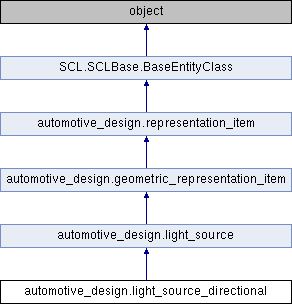 object
SCL.SCLBase.BaseEntityClass
automotive_design.representation_item
automotive_design.geometric_representation_item
automotive_design.light_source
automotive_design.light_source_directional